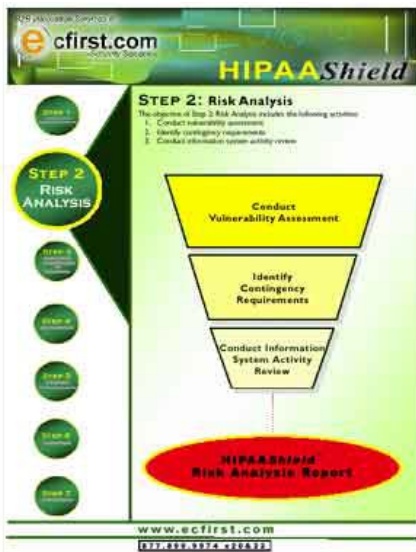 ecfirst.com
HIPAAShield
STEP 2: Risk Analysis
The objective of Step 2: Risk Analysis includes the following activities:
1. Conduct vulnerability assessment
2. Identify contingency requirements
3. Conduct information system activity review
STEP 1
STEP 2
RISK
ANALYSIS
STEP 3
STEP 4
STEP 5
STEP 6
STEP 7
Conduct
Vulnerability Assessment
Identify
Contingency
Requirements
Conduct Information
System Activity
Review
HIPAAShield
Risk Analysis Report
www.ecfirst.com